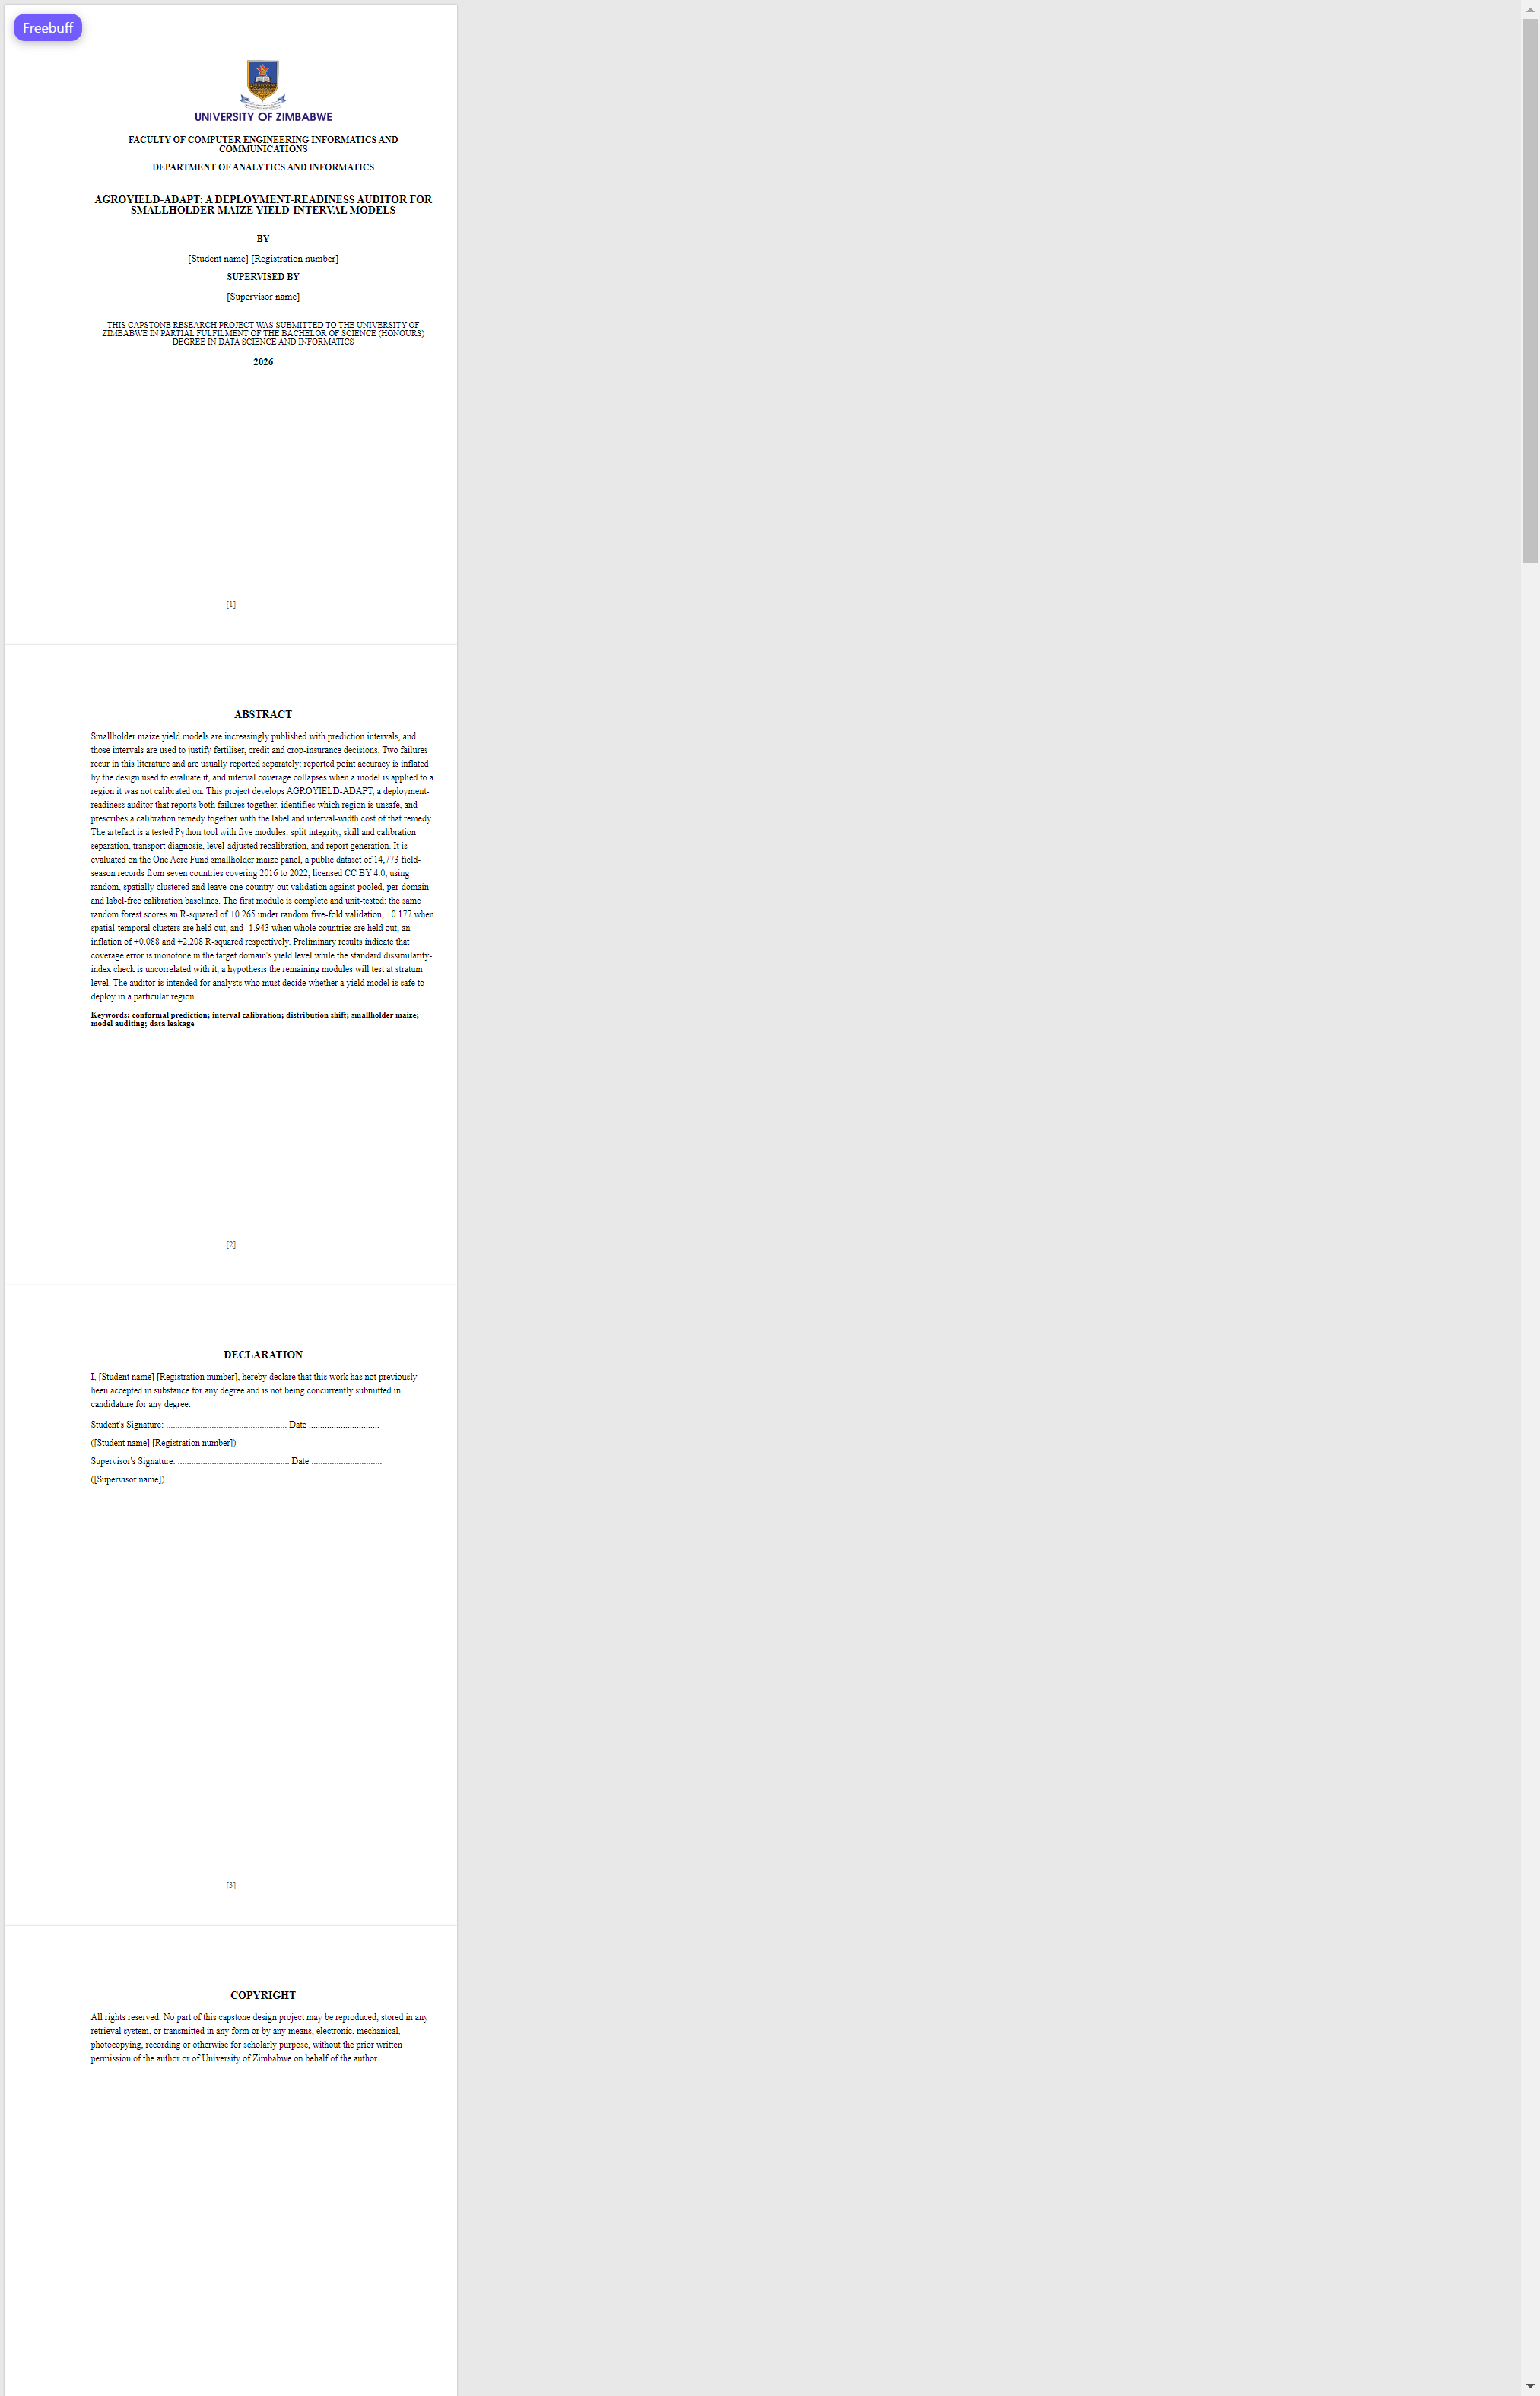 Freebuff
UNIVERSITY OF ZIMBABWE
FACULTY OF COMPUTER ENGINEERING INFORMATICS AND
COMMUNICATIONS
DEPARTMENT OF ANALYTICS AND INFORMATICS
AGROYIELD-ADAPT: A DEPLOYMENT-READINESS AUDITOR FOR
SMALLHOLDER MAIZE YIELD-INTERVAL MODELS
BY
[Student name] [Registration number]
SUPERVISED BY
[Supervisor name]
THIS CAPSTONE RESEARCH PROJECT WAS SUBMITTED TO THE UNIVERSITY OF
ZIMBABWE IN PARTIAL FULFILMENT OF THE BACHELOR OF SCIENCE (HONOURS)
DEGREE IN DATA SCIENCE AND INFORMATICS
2026
[1]
ABSTRACT
Smallholder maize yield models are increasingly published with prediction intervals, and
those intervals are used to justify fertiliser, credit and crop-insurance decisions. Two failures
recur in this literature and are usually reported separately: reported point accuracy is inflated
by the design used to evaluate it, and interval coverage collapses when a model is applied to a
region it was not calibrated on. This project develops AGROYIELD-ADAPT, a deployment-
readiness auditor that reports both failures together, identifies which region is unsafe, and
prescribes a calibration remedy together with the label and interval-width cost of that remedy.
The artefact is a tested Python tool with five modules: split integrity, skill and calibration
separation, transport diagnosis, level-adjusted recalibration, and report generation. It is
evaluated on the One Acre Fund smallholder maize panel, a public dataset of 14,773 field-
season records from seven countries covering 2016 to 2022, licensed CC BY 4.0, using
random, spatially clustered and leave-one-country-out validation against pooled, per-domain
and label-free calibration baselines. The first module is complete and unit-tested: the same
random forest scores an R-squared of +0.265 under random five-fold validation, +0.177 when
spatial-temporal clusters are held out, and -1.943 when whole countries are held out, an
inflation of +0.088 and +2.208 R-squared respectively. Preliminary results indicate that
coverage error is monotone in the target domain's yield level while the standard dissimilarity-
index check is uncorrelated with it, a hypothesis the remaining modules will test at stratum
level. The auditor is intended for analysts who must decide whether a yield model is safe to
deploy in a particular region.
Keywords: conformal prediction; interval calibration; distribution shift; smallholder maize;
model auditing; data leakage
[2]
DECLARATION
I, [Student name] [Registration number], hereby declare that this work has not previously
been accepted in substance for any degree and is not being concurrently submitted in
candidature for any degree.
Student's Signature: ..................................................... Date ...............................
([Student name] [Registration number])
Supervisor's Signature: ................................................. Date ...............................
([Supervisor name])
[3]
COPYRIGHT
All rights reserved. No part of this capstone design project may be reproduced, stored in any
retrieval system, or transmitted in any form or by any means, electronic, mechanical,
photocopying, recording or otherwise for scholarly purpose, without the prior written
permission of the author or of University of Zimbabwe on behalf of the author.